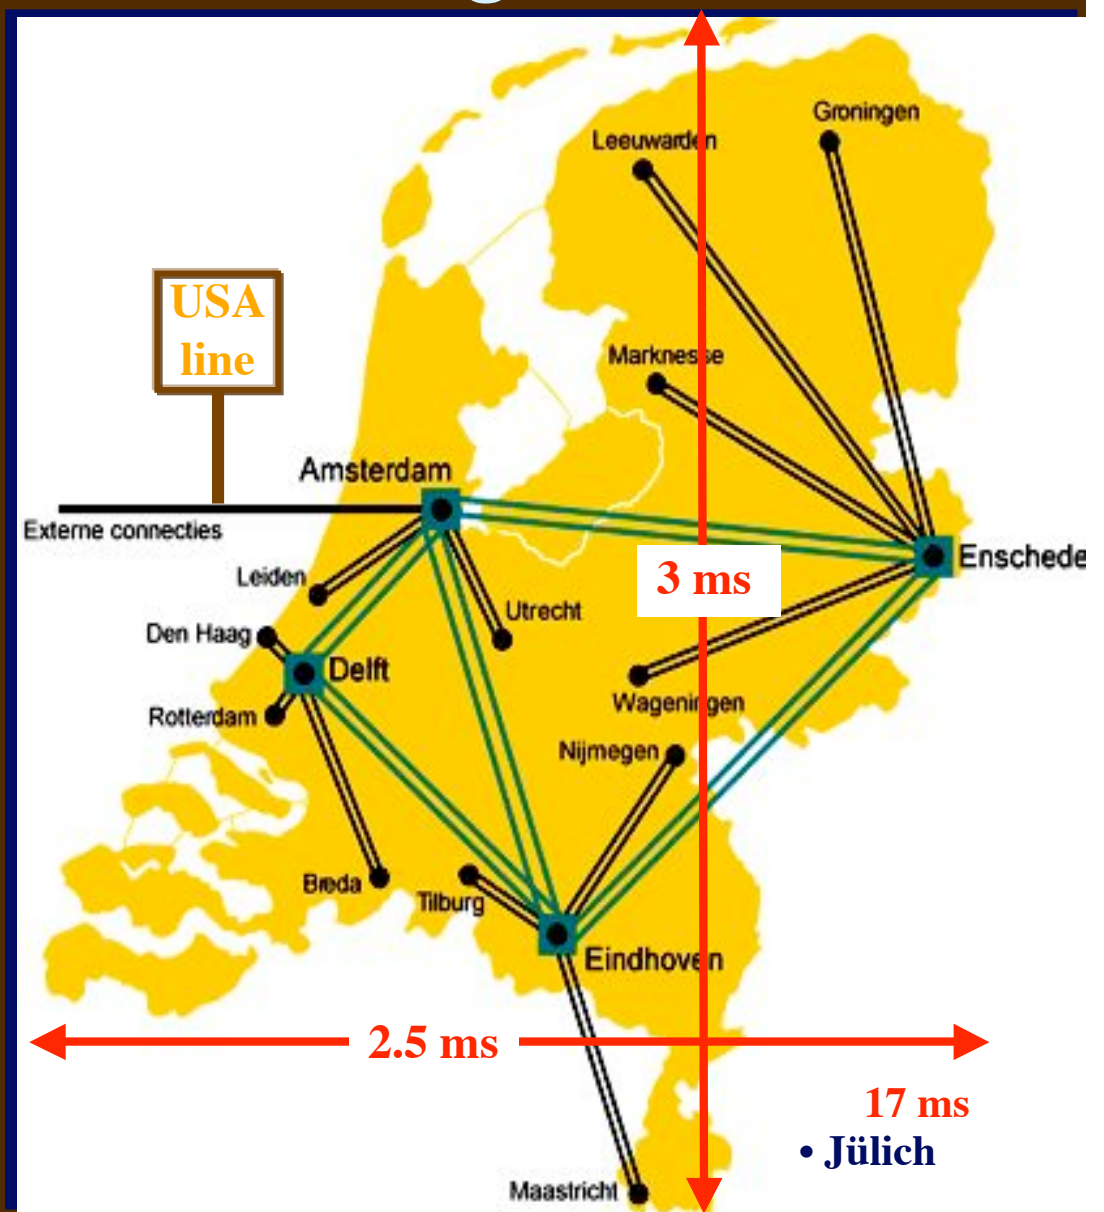 Groningen
Leeuwarden
USA
line
Marknesse
Amsterdam
Externe connecties
Enschede
3 ms
Leiden
Utrecht
Den Haag
Delft
Rotterdam
Wageningen
Nijmegen
Breda
Tilburg
Eindhoven
2.5 ms
17 ms
• Jülich
Maastricht